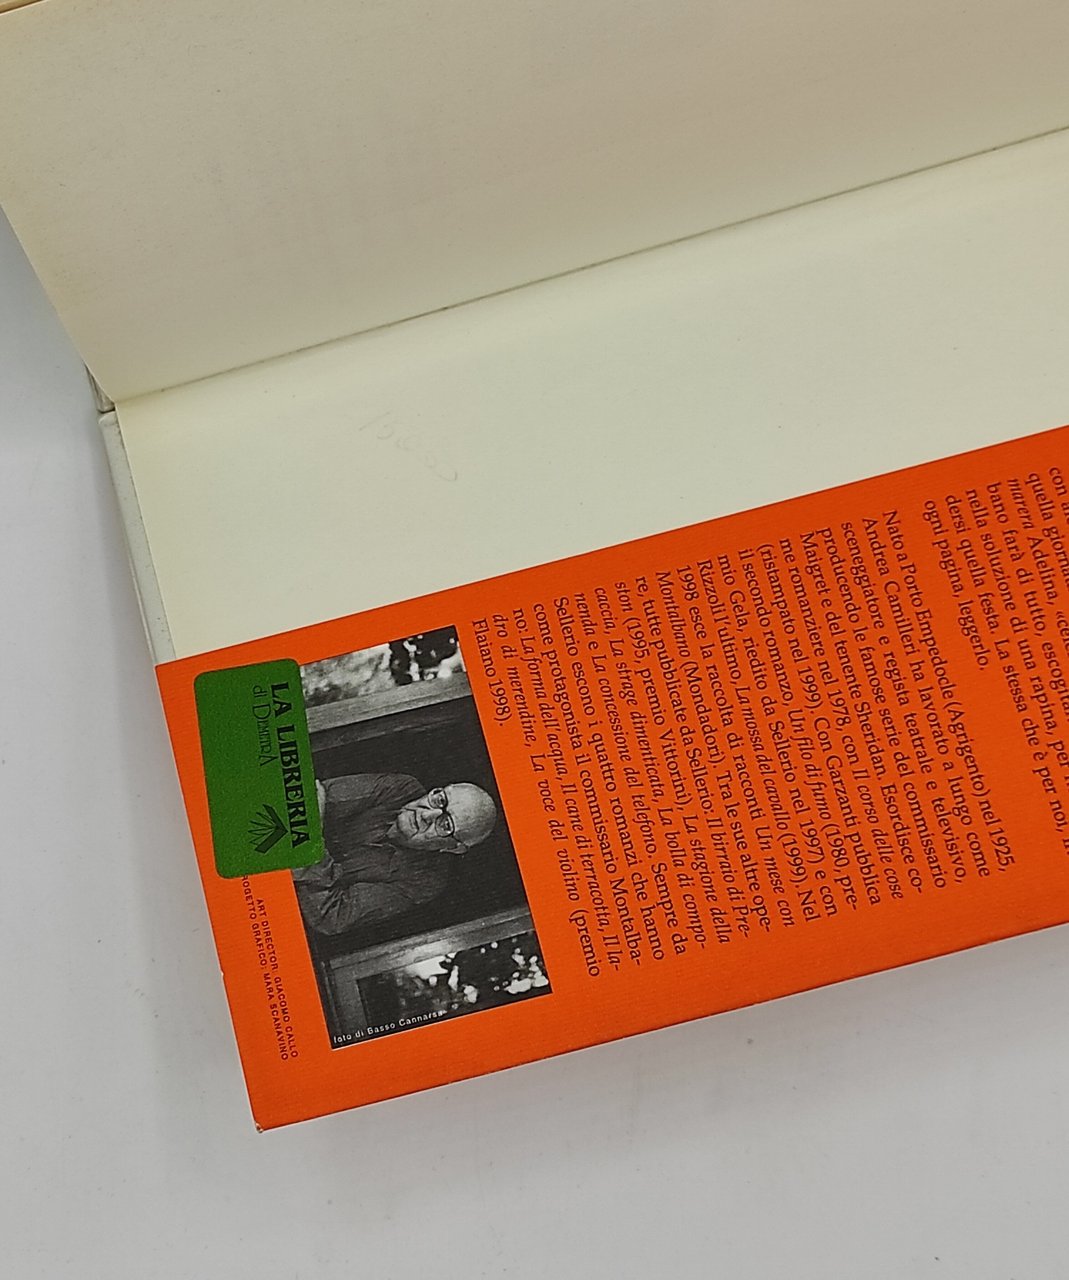 con
quella giornata
marera Adelina,
bano farà di tutto, escogi
nella soluzione di una rapina, per
dersi quella festa. La stessa che è per noi,
ogni pagina, leggerlo.
Nato a Porto Empedocle (Agrigento) nel 1925,
Andrea Camilleri ha lavorato a lungo come
sceneggiatore e regista teatrale e televisivo,
producendo le famose serie del commissario
Maigret e del tenente Sheridan. Esordisce co-
me romanziere nel 1978, con Il corso delle cose
(ristampato nel 1999). Con Garzanti pubblica
il secondo romanzo, Un filo di fumo (1980, pre-
mio Gela, riedito da Sellerio nel 1997) e con
Rizzoli l'ultimo, La mossa del cavallo (1999). Nel
1998 esce la raccolta di racconti Un mese con
Montalbano (Mondadori). Tra le sue altre ope-
re, tutte pubblicate da Sellerio: Il birraio di Pre-
ston (1995, premio Vittorini), La stagione della
caccia, La strage dimenticata, La bolla di compo-
nenda e La concessione del telefono. Sempre da
Sellerio escono i quattro romanzi che hanno
come protagonista il commissario Montalba-
no: La forma dell'acqua, Il cane di terracotta, Il la-
dro di merendine, La voce del violino (premio
Flaiano 1998).
foto di Basso Cannarsa
LA LIBRERIA
di DEMETRA
ART DIRECTOR: GIACOMO CALLO
ROGETTO GRAFICO: MARA SCANAVINO